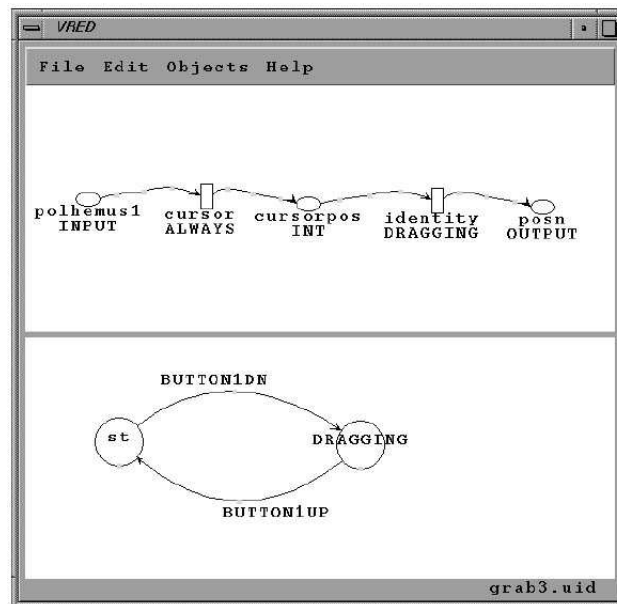 VRED
File Edit Objects Help
polhemus1
INPUT
cursor
ALWAYS
cursorpos
INT
identity
DRAGGING
posn
OUTPUT
BUTTON1DN
st
DRAGGING
BUTTON1UP
grab3.uid